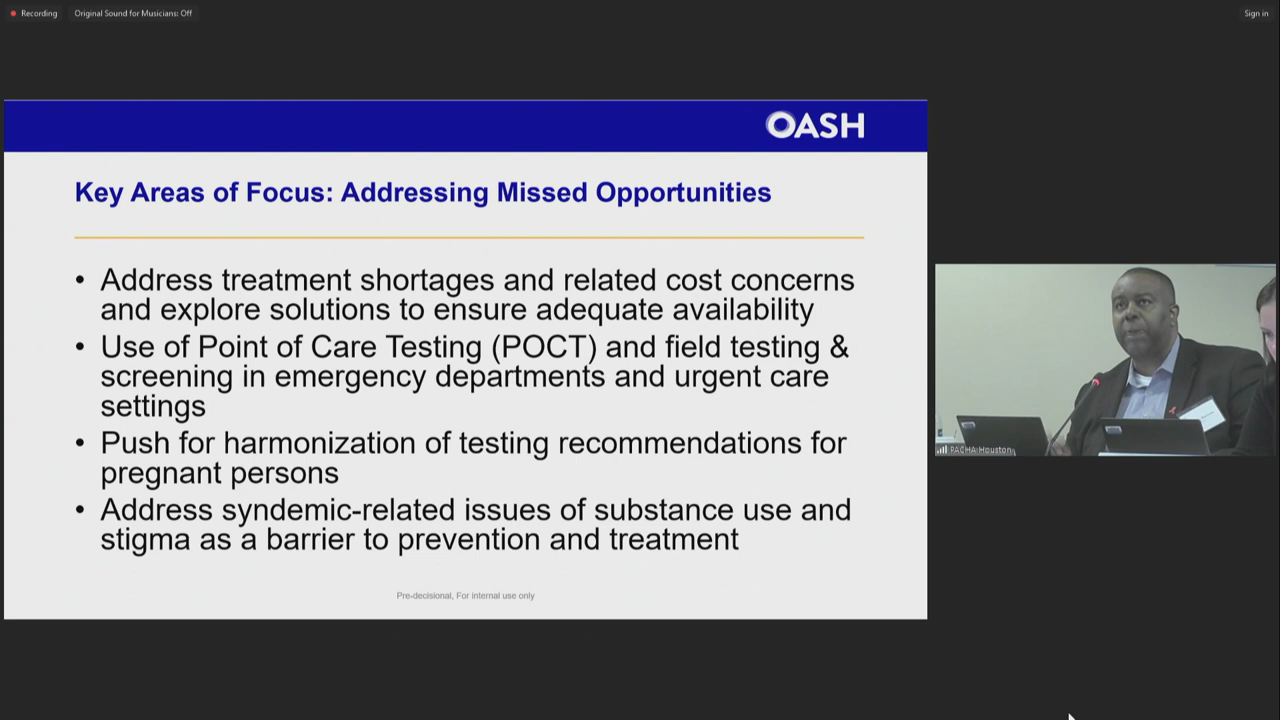 Recording
Original Sound for Musicians: Off
Sign in
OASH
Key Areas of Focus: Addressing Missed Opportunities
• Address treatment shortages and related cost concerns
and explore solutions to ensure adequate availability
• Use of Point of Care Testing (POCT) and field testing &
screening in emergency departments and urgent care
settings
• Push for harmonization of testing recommendations for
pregnant persons
• Address syndemic-related issues of substance use and
stigma as a barrier to prevention and treatment
Pre-decisional, For internal use only
PACHA Houston